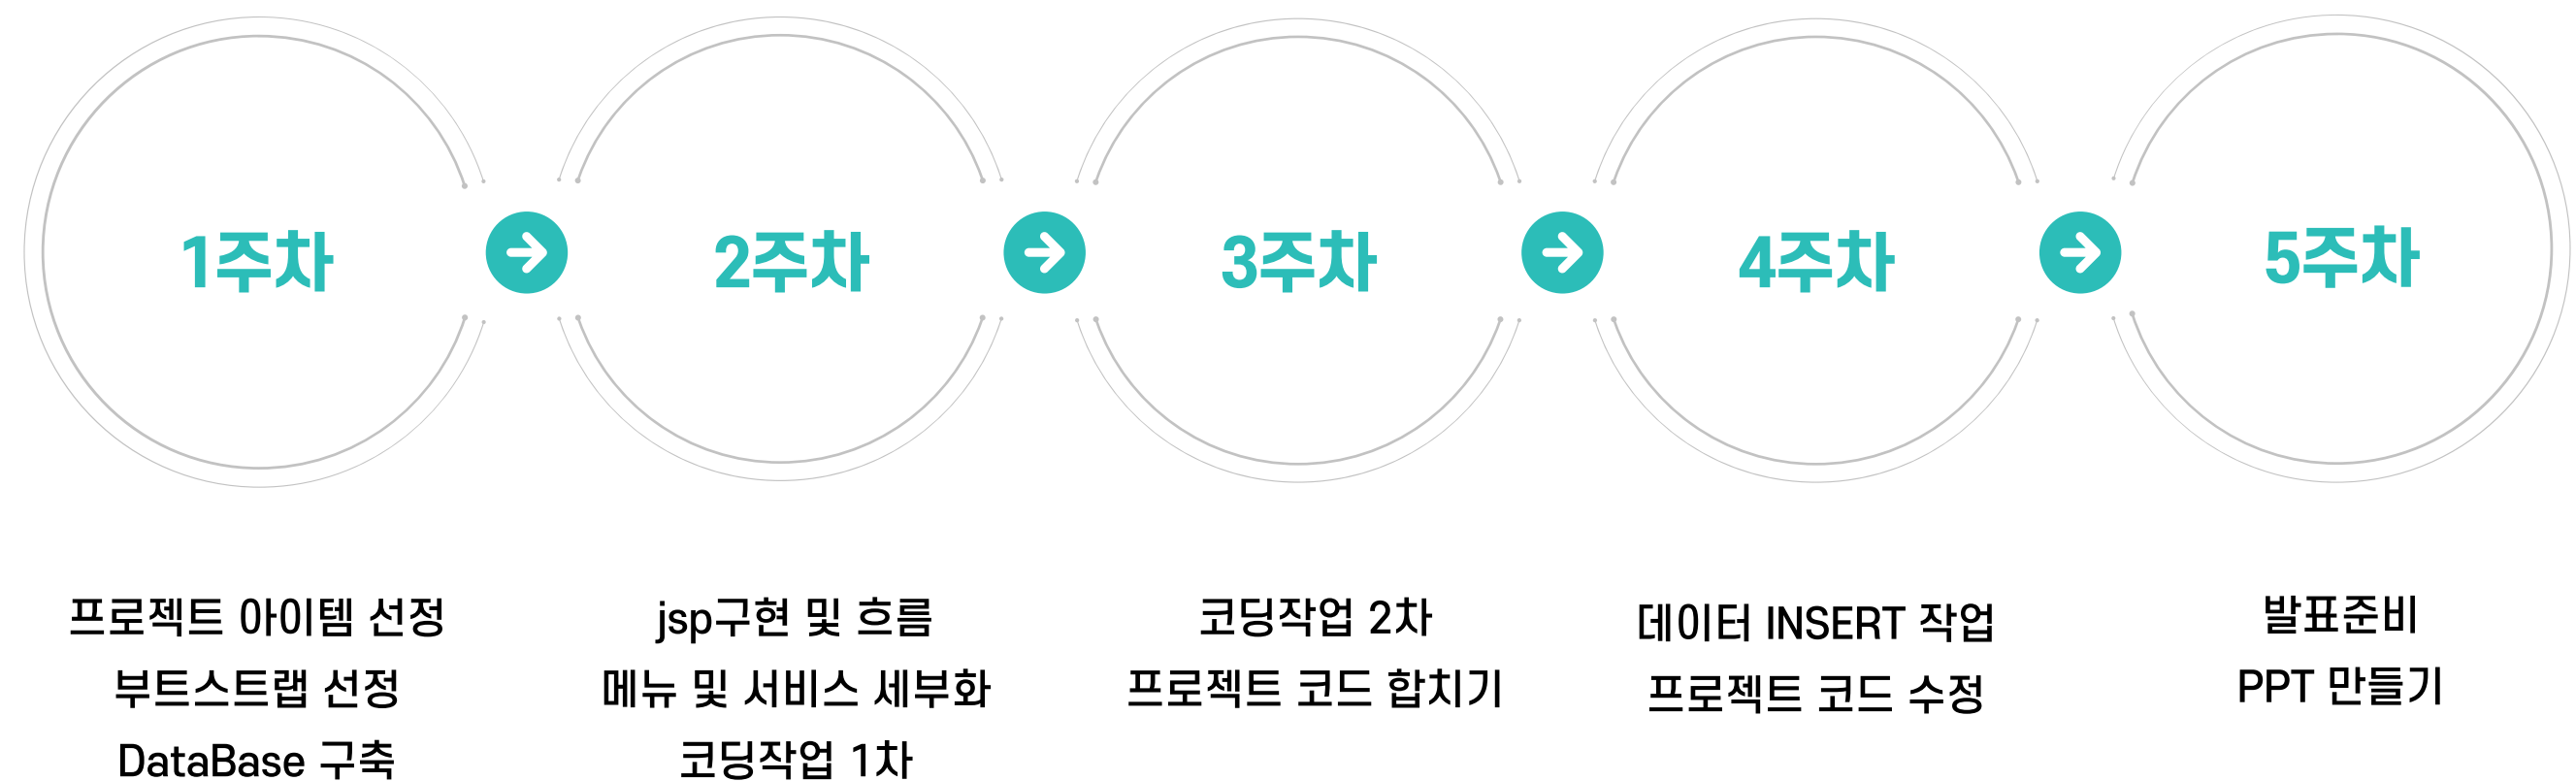 1주차
2주차
3주차
4주차
5주차
프로젝트 아이템 선정
부트스트랩 선정
DataBase 구축
jsp구현 및 흐름
메뉴 및 서비스 세부화
코딩작업 1차
코딩작업 2차
프로젝트 코드 합치기
데이터 INSERT 작업
프로젝트 코드 수정
발표준비
PPT 만들기